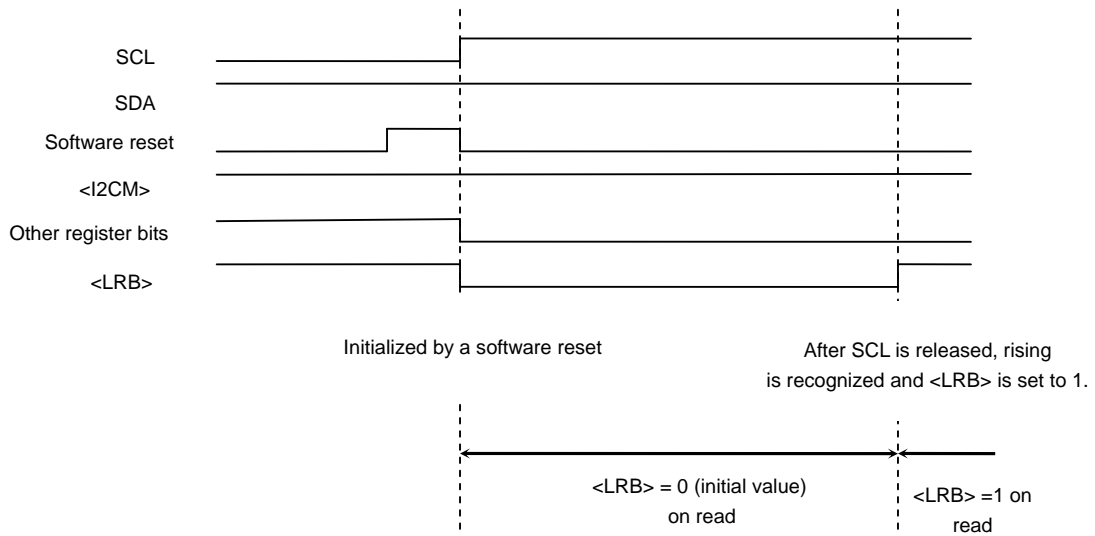 SCL
SDA
Software reset
<I2CM>
Other register bits
<LRB>
Initialized by a software reset
After SCL is released, rising
is recognized and <LRB> is set to 1.
<LRB> = 0 (initial value)
on read
<LRB> =1 on
read